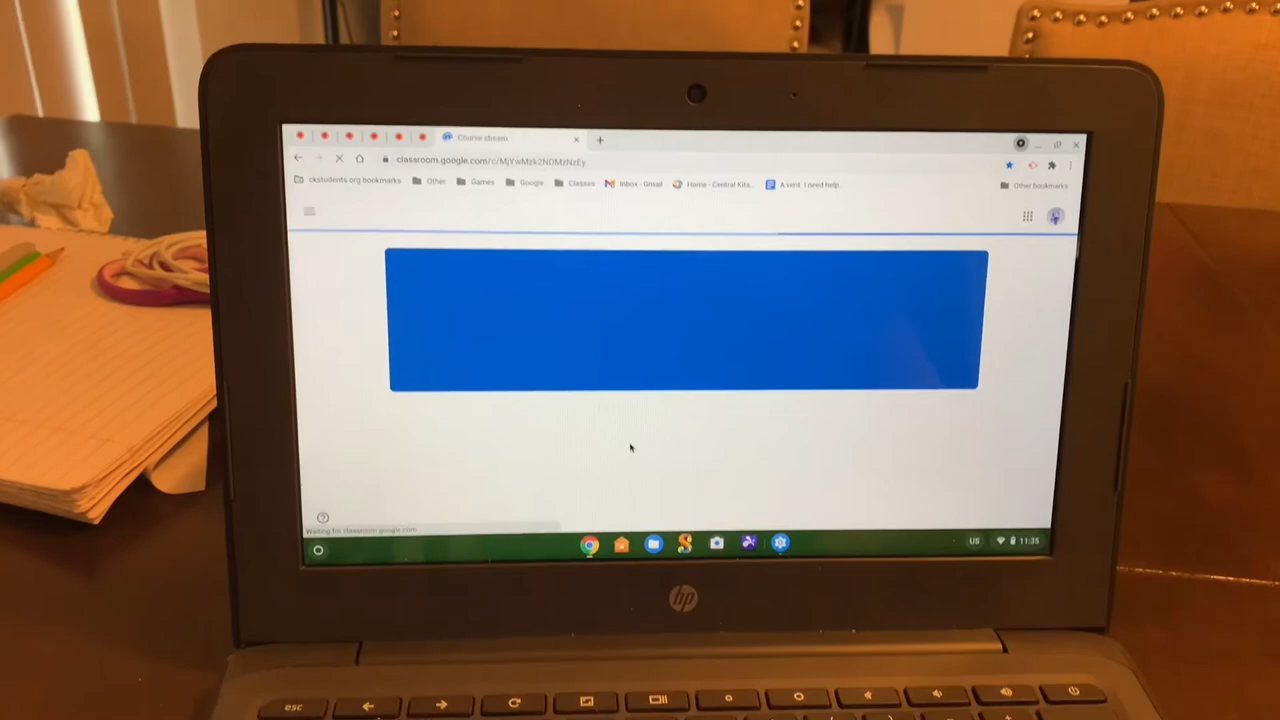 Course stream
classroom.google.com/c/MjYwMzk2NDMzNzEy
ckstudents.org bookmarks Other Games Google Classes Inbox - Gmail Home - Central Kits... A vent. I need help... Other bookmarks
Waiting for classroom.google.com
US 11:35
hp
esc